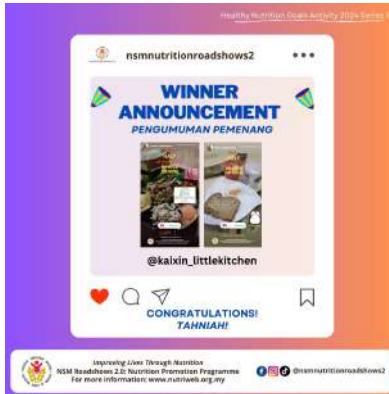 Healthy Nutrition Goals Activity 2024 Series
nsmnutritionroadshows2
WINNER
ANNOUNCEMENT
PENGUMUMAN PEMENANG
@kaixin_littlekitchen
CONGRATULATIONS!
TAHNIAH!
Improving Lives Through Nutrition
NSM Roadshows 2.0: Nutrition Promotion Programme
For more information: www.nutriweb.org.my
@nsmnutritionroadshows2